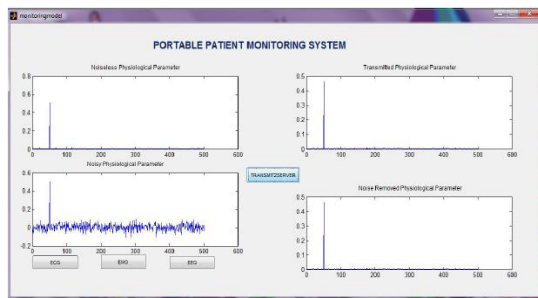 monitoringmodel
PORTABLE PATIENT MONITORING SYSTEM
Noiseless Physiological Parameter
0.8
0.6
0.4
0.2
0
0 100 200 300 400 500 600
Noisy Physiological Parameter
0.6
0.4
0.2
0
-0.2
0 100 200 300 400 500 600
ECG EMG EEG
TRANSMIT2SERVER
Transmitted Physiological Parameter
0.5
0.4
0.3
0.2
0.1
0
0 100 200 300 400 500 600
Noise Removed Physiological Parameter
0.5
0.4
0.3
0.2
0.1
0
0 100 200 300 400 500 600